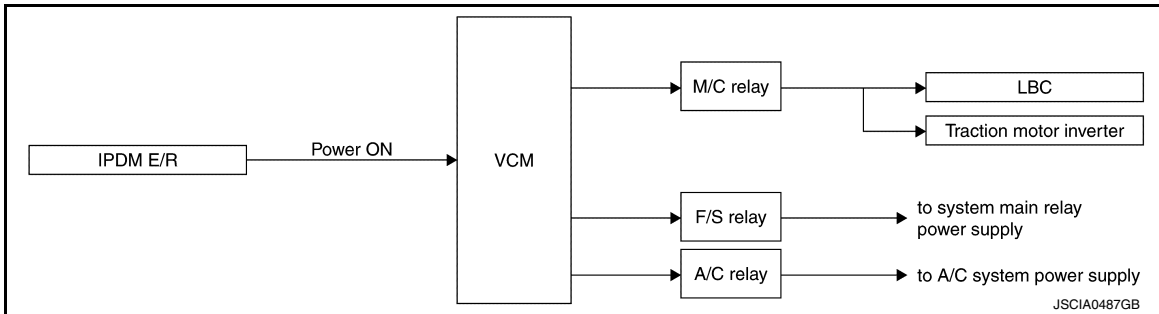 M/C relay
LBC
Traction motor inverter
IPDM E/R
Power ON
VCM
F/S relay
to system main relay
power supply
A/C relay
to A/C system power supply
JSCIA0487GB